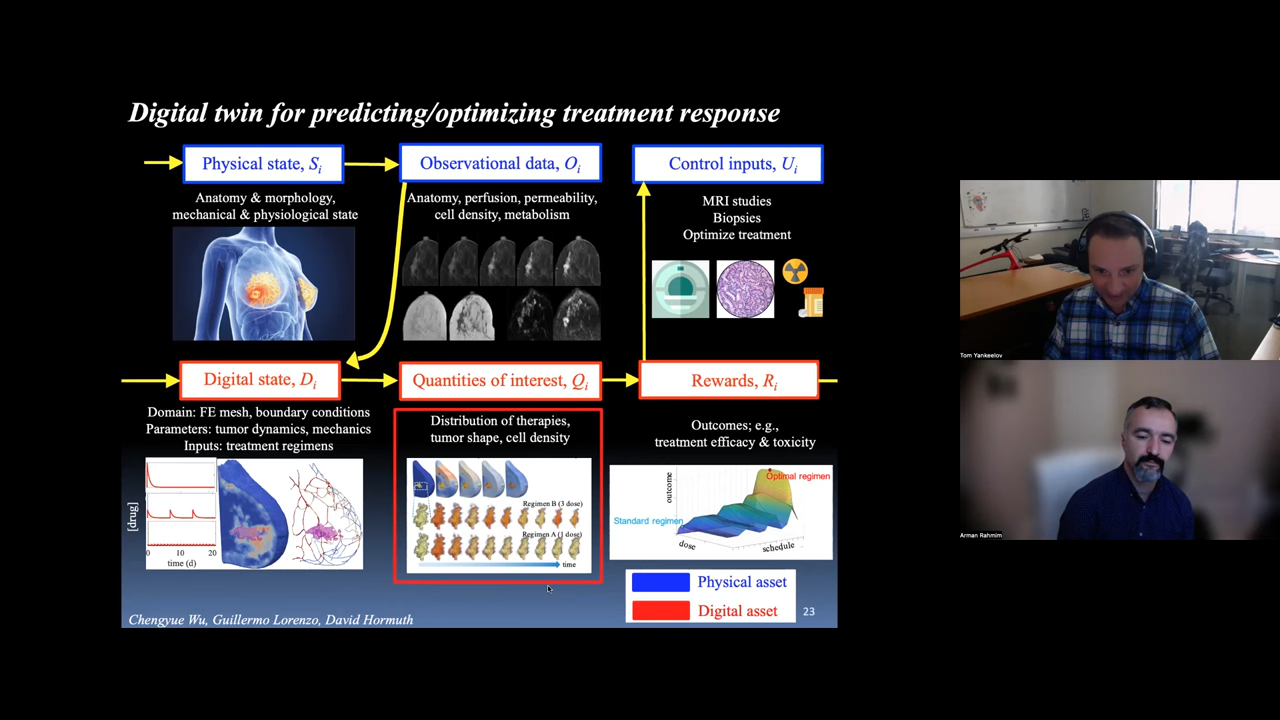 Digital twin for predicting/optimizing treatment response
Physical state, Si
Observational data, Oi
Control inputs, Ui
Anatomy & morphology,
mechanical & physiological state
Anatomy, perfusion, permeability,
cell density, metabolism
MRI studies
Biopsies
Optimize treatment
Digital state, Di
Quantities of interest, Qi
Rewards, Ri
Domain: FE mesh, boundary conditions
Parameters: tumor dynamics, mechanics
Inputs: treatment regimens
[drug]
0
10
20
time (d)
Distribution of therapies,
tumor shape, cell density
Regimen B (3 dose)
Regimen A (1 dose)
time
Outcomes; e.g.,
treatment efficacy & toxicity
outcome
Optimal regimen
Standard regimen
dose
schedule
Physical asset
Digital asset
23
Chengyue Wu, Guillermo Lorenzo, David Hormuth
Tom Yankeelov
Arman Rahmim